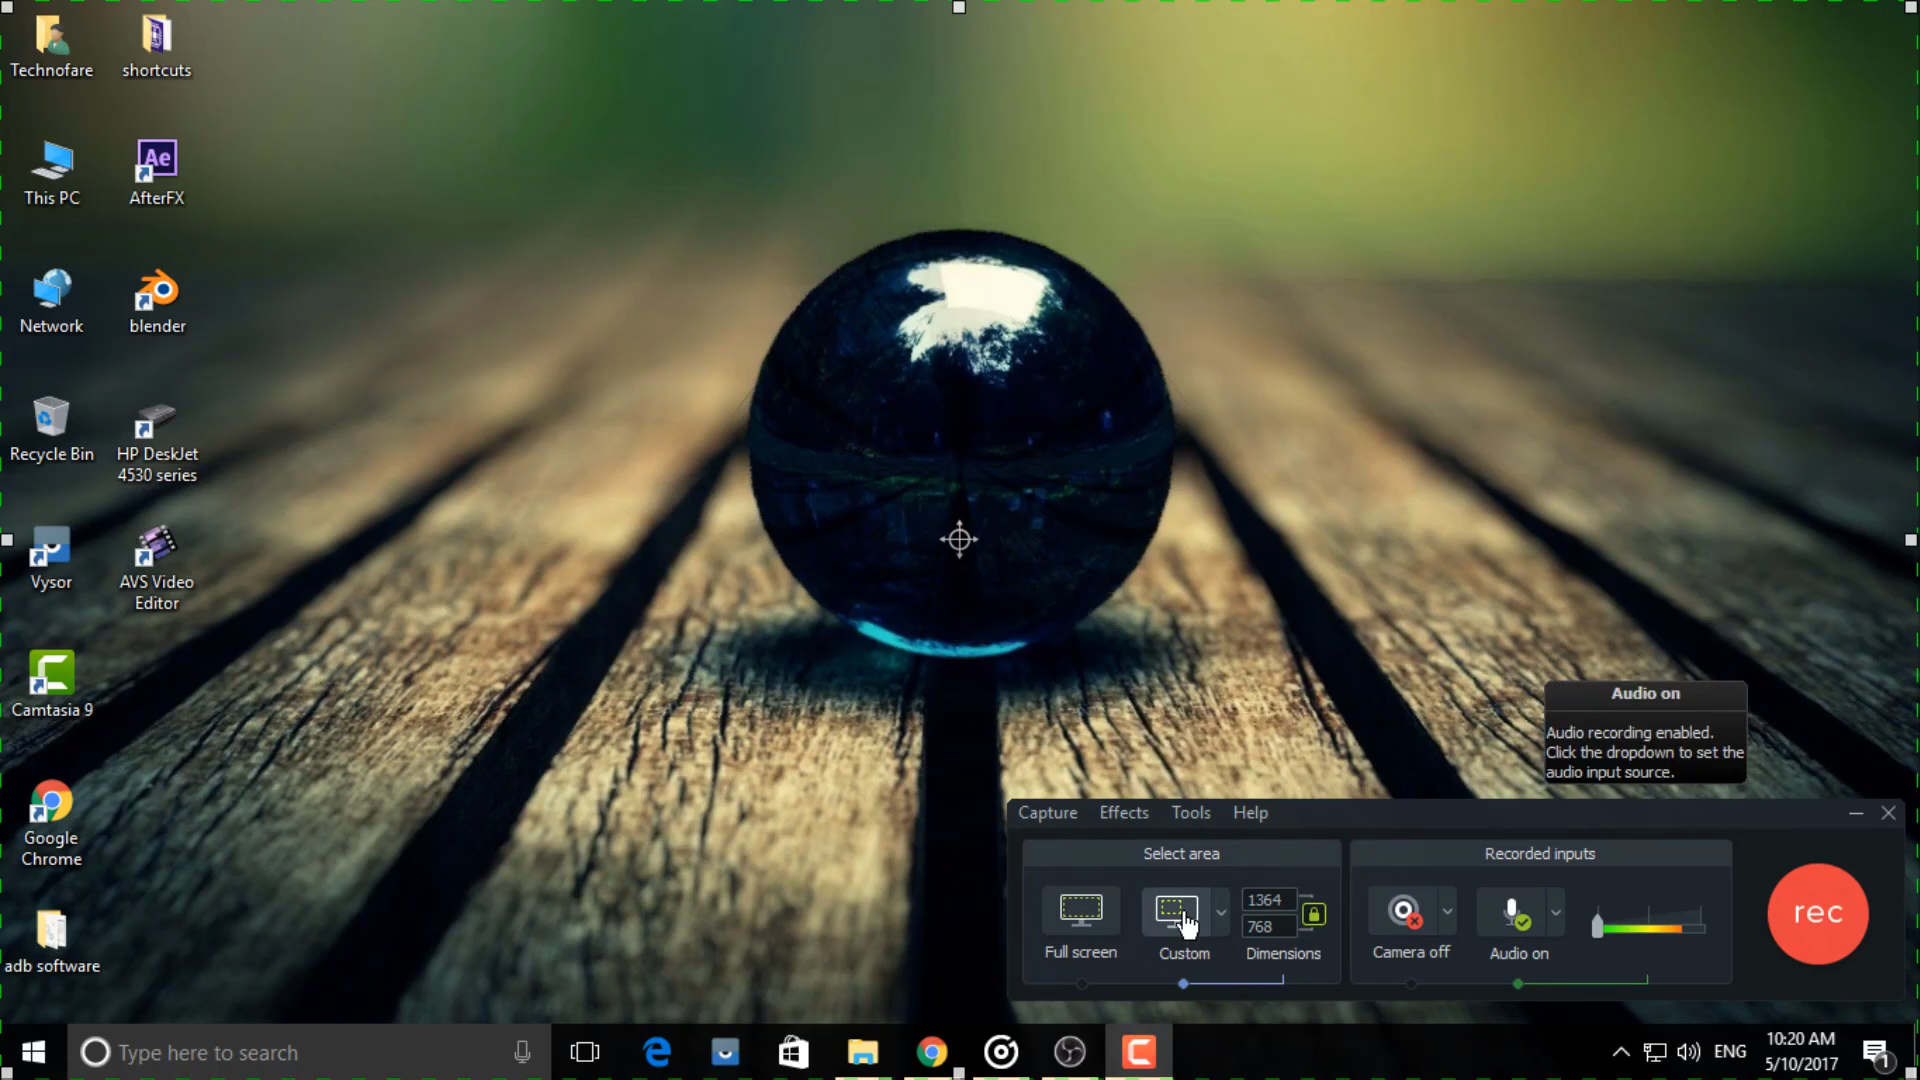 Technofare
shortcuts
This PC
Ae
AfterFX
Network
blender
Recycle Bin
HP DeskJet
4530 series
Vysor
AVS Video
Editor
Camtasia 9
Google
Chrome
adb software
Audio on
Audio recording enabled.
Click the dropdown to set the
audio input source.
Capture Effects Tools Help
Select area
Recorded inputs
1364
768
rec
Full screen
Custom
Dimensions
Camera off
Audio on
Type here to search
ENG
10:20 AM
5/10/2017
1